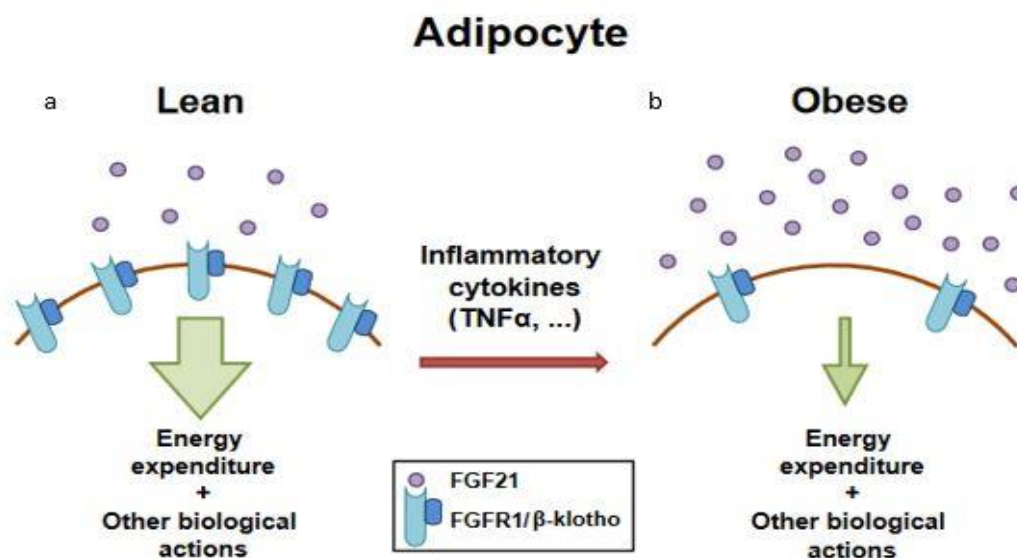 Adipocyte
a
Lean
Energy
expenditure
+
Other biological
actions
Inflammatory
cytokines
(TNFα, ...)
FGF21
FGFR1/β-klotho
b
Obese
Energy
expenditure
+
Other biological
actions